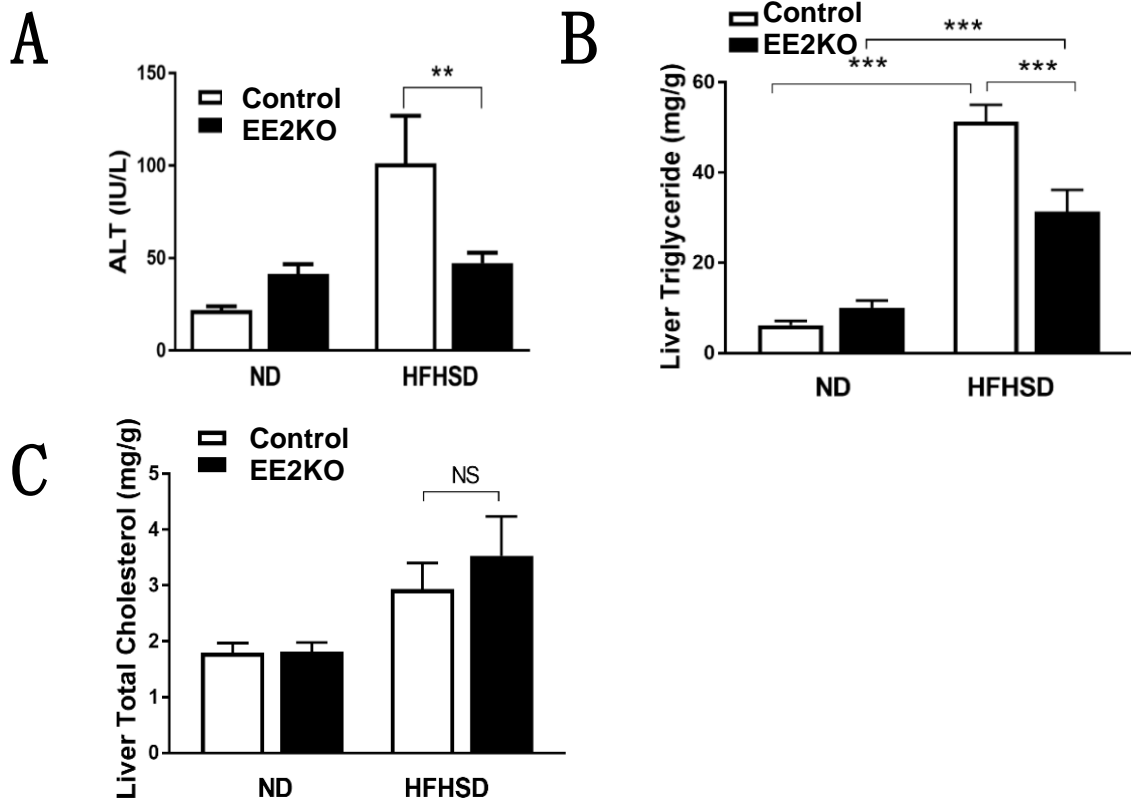 A
Control
EE2KO
**
150
100
50
0
ALT (IU/L)
ND
HFHSD
B
Control
EE2KO
***
***
***
60
40
20
0
Liver Triglyceride (mg/g)
ND
HFHSD
C
Control
EE2KO
NS
5
4
3
2
1
0
Liver Total Cholesterol (mg/g)
ND
HFHSD